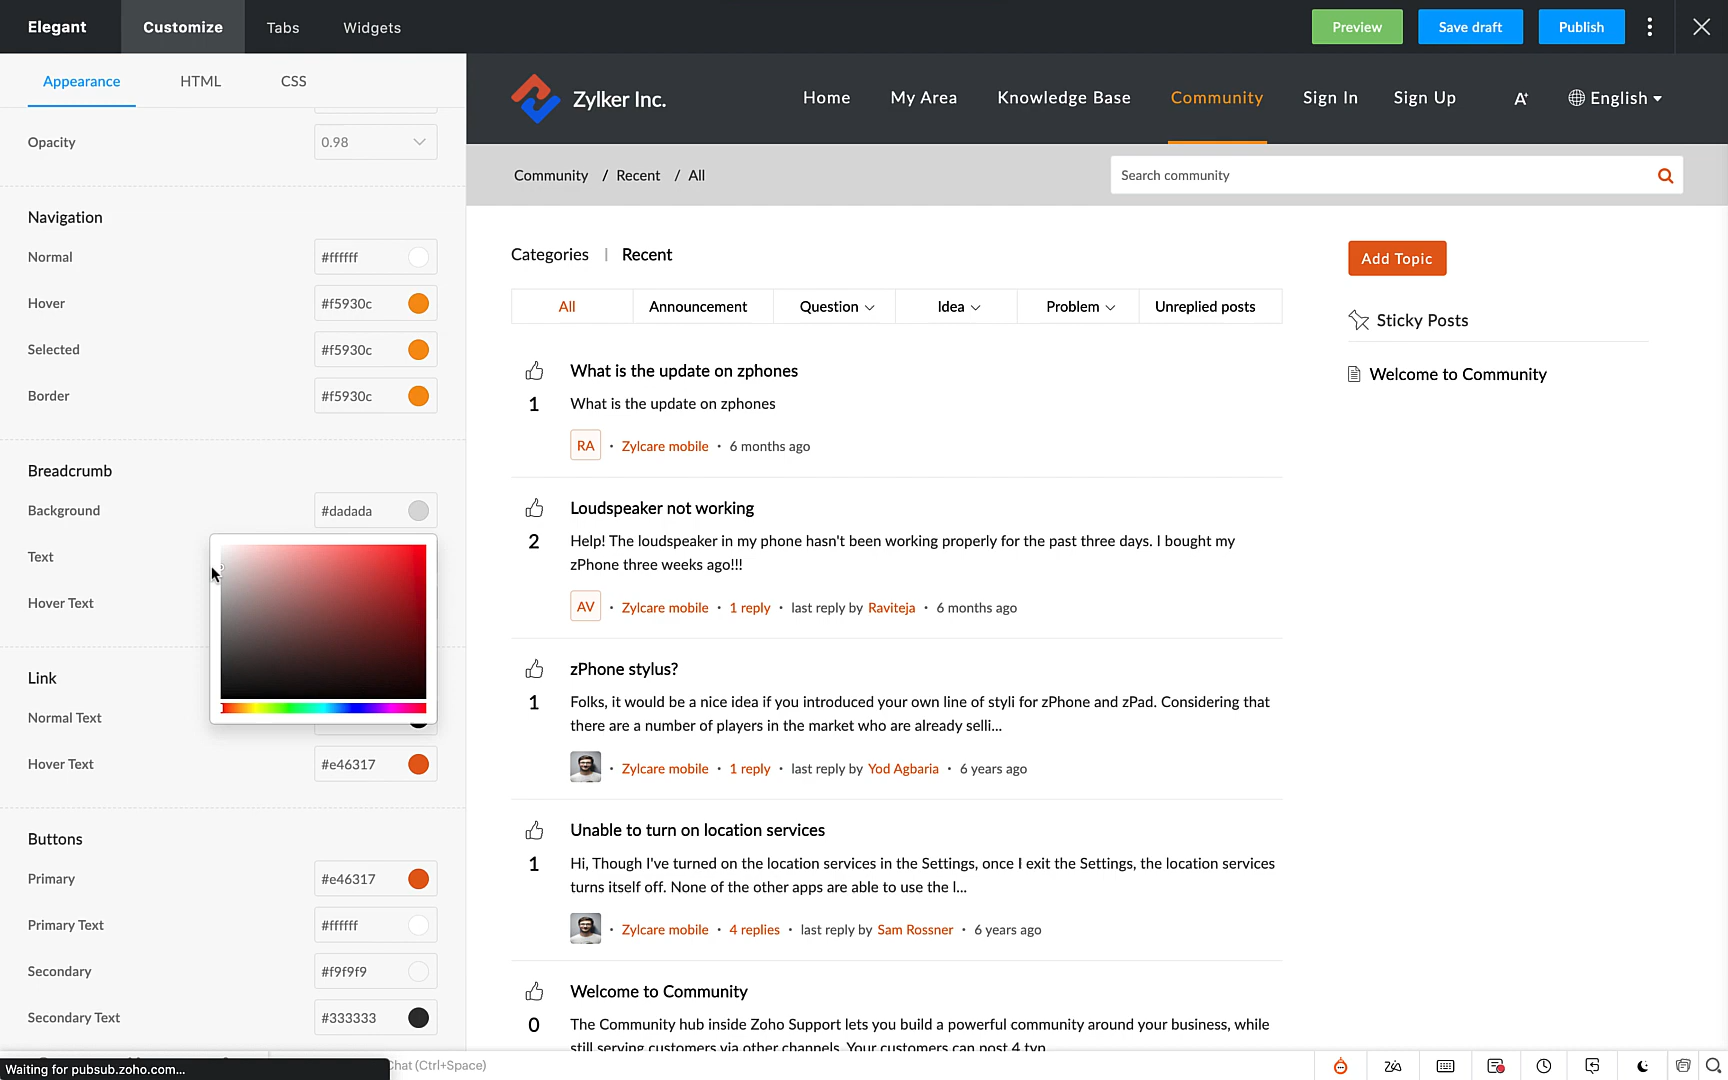 Elegant Customize Tabs Widgets Preview Save draft Publish
Appearance HTML CSS
Opacity 0.98
Navigation
Normal #ffffff
Hover #f5930c
Selected #f5930c
Border #f5930c
Breadcrumb
Background #dadada
Text
Hover Text
Link
Normal Text
Hover Text #e46317
Buttons
Primary #e46317
Primary Text #ffffff
Secondary #f9f9f9
Secondary Text #333333
Waiting for pubsub.zoho.com...
Chat (Ctrl+Space)
Zylker Inc. Home My Area Knowledge Base Community Sign In Sign Up A+ English
Community / Recent / All
Search community
Categories | Recent
All Announcement Question Idea Problem Unreplied posts
What is the update on zphones
1 What is the update on zphones
RA · Zylcare mobile · 6 months ago
Loudspeaker not working
2 Help! The loudspeaker in my phone hasn't been working properly for the past three days. I bought my
zPhone three weeks ago!!!
AV · Zylcare mobile · 1 reply · last reply by Raviteja · 6 months ago
zPhone stylus?
1 Folks, it would be a nice idea if you introduced your own line of styli for zPhone and zPad. Considering that
there are a number of players in the market who are already selli...
· Zylcare mobile · 1 reply · last reply by Yod Agbaria · 6 years ago
Unable to turn on location services
1 Hi, Though I've turned on the location services in the Settings, once I exit the Settings, the location services
turns itself off. None of the other apps are able to use the l...
· Zylcare mobile · 4 replies · last reply by Sam Rossner · 6 years ago
Welcome to Community
0 The Community hub inside Zoho Support lets you build a powerful community around your business, while
still serving customers via other channels. Your customers can post 4 typ
Add Topic
Sticky Posts
Welcome to Community